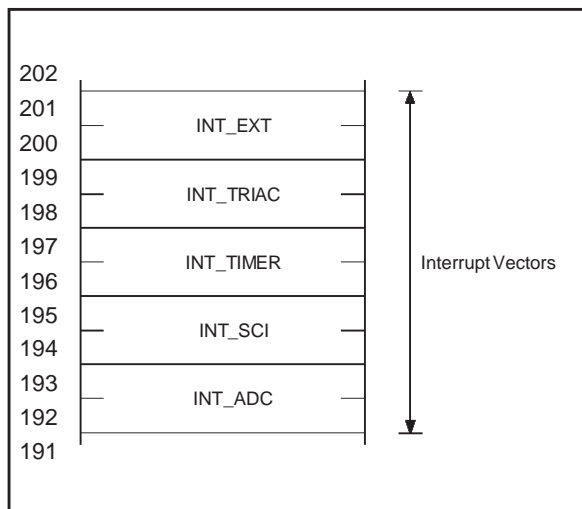 202
201
INT_EXT
200
199
INT_TRIAC
198
197
INT_TIMER
Interrupt Vectors
196
195
INT_SCI
194
193
INT_ADC
192
191